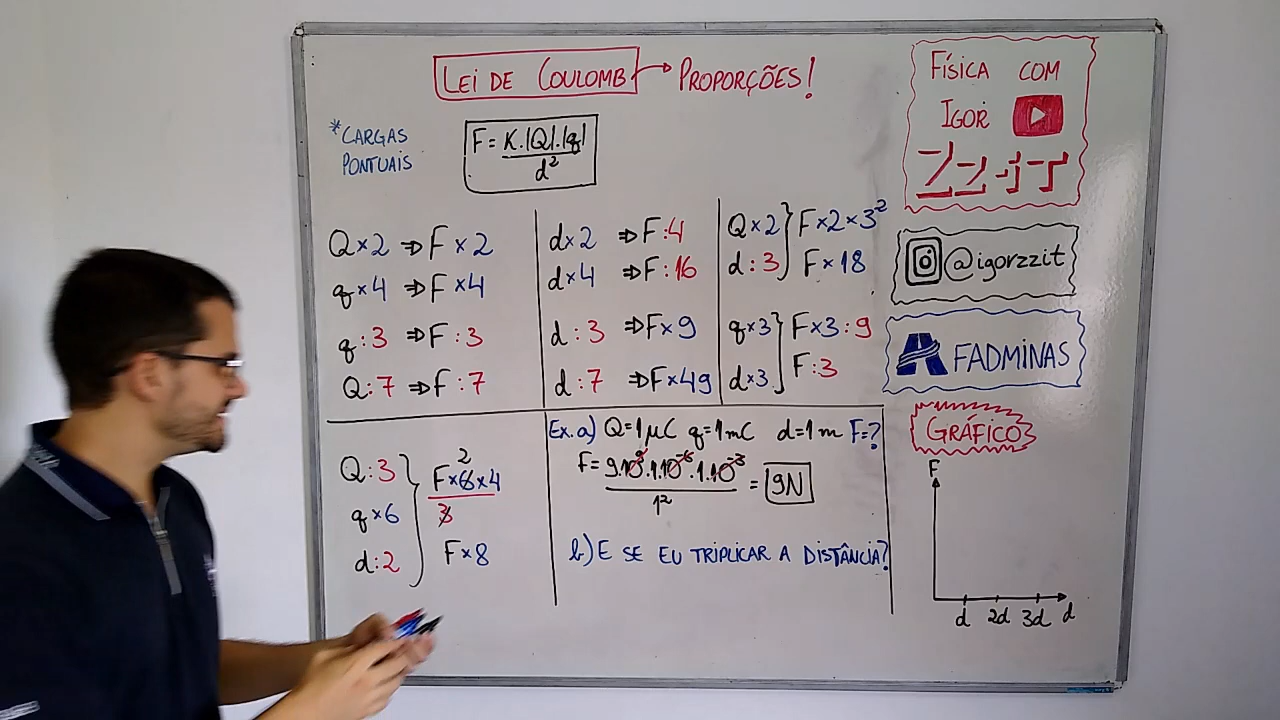 LEI DE COULOMB → PROPORÇÕES!
*CARGAS
PONTUAIS
F = K.|Q|.|q|
d²
Q×2 ⇒ F×2
q×4 ⇒ F×4
q:3 ⇒ F:3
Q:7 ⇒ F:7
d×2 ⇒ F:4
d×4 ⇒ F:16
d:3 ⇒ F×9
d:7 ⇒ F×49
Q×2 } F×2×3²
d:3 F×18
q×3 } F×3:9
d×3 F:3
Q:3
q×6
d:2
2
F×6×4
3
F×8
Ex.a) Q=1μC q=1mC d=1m F=?
F= 9.10⁹.1.10⁻⁶.1.10⁻³ = 9N
1²
b) E SE EU TRIPLICAR A DISTÂNCIA?
FÍSICA COM
IGOR
ZZiT
@igorzzit
FADMINAS
GRÁFICOS
F
d 2d 3d d